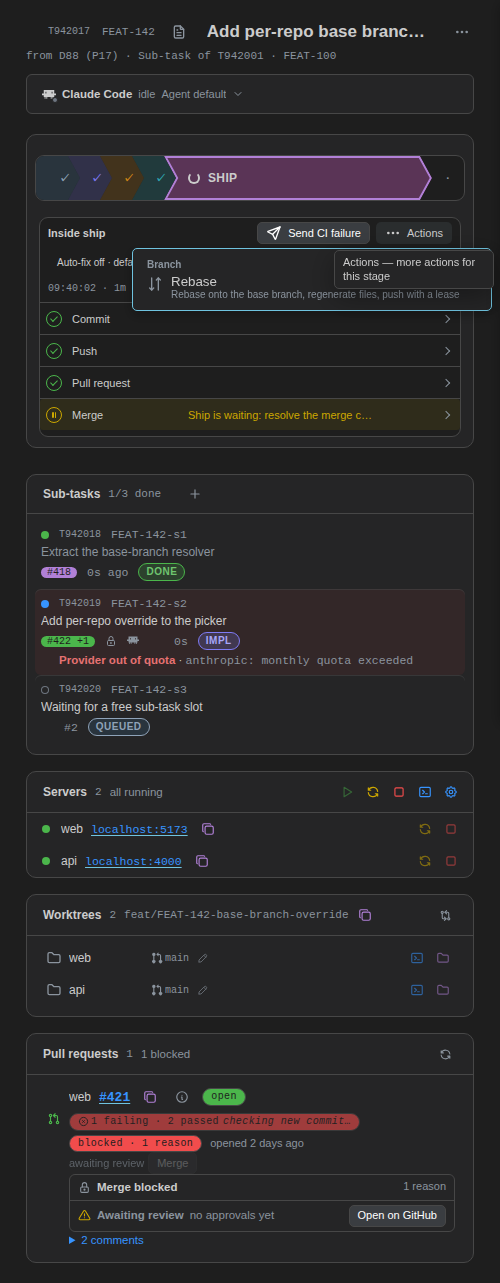 T942017 FEAT-142 Add per-repo base branc…
from D88 (P17) · Sub-task of T942001 · FEAT-100
Claude Code idle Agent default
SHIP
Inside ship Send CI failure Actions
Auto-fix off · defa
Branch
Rebase
Rebase onto the base branch, regenerate files, push with a lease
Actions — more actions for
this stage
09:40:02 · 1m
Commit
Push
Pull request
Merge Ship is waiting: resolve the merge c…
Sub-tasks 1/3 done
T942018 FEAT-142-s1
Extract the base-branch resolver
#418 0s ago DONE
T942019 FEAT-142-s2
Add per-repo override to the picker
#422 +1 0s IMPL
Provider out of quota · anthropic: monthly quota exceeded
T942020 FEAT-142-s3
Waiting for a free sub-task slot
#2 QUEUED
Servers 2 all running
web localhost:5173
api localhost:4000
Worktrees 2 feat/FEAT-142-base-branch-override
web main
api main
Pull requests 1 1 blocked
web #421 open
1 failing · 2 passed checking new commit…
blocked · 1 reason opened 2 days ago
awaiting review Merge
Merge blocked 1 reason
Awaiting review no approvals yet Open on GitHub
2 comments